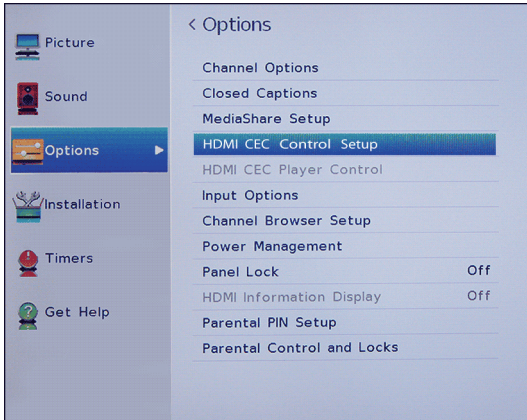 Picture
Sound
Options
Installation
Timers
Get Help
< Options
Channel Options
Closed Captions
MediaShare Setup
HDMI CEC Control Setup
HDMI CEC Player Control
Input Options
Channel Browser Setup
Power Management
Panel Lock Off
HDMI Information Display Off
Parental PIN Setup
Parental Control and Locks